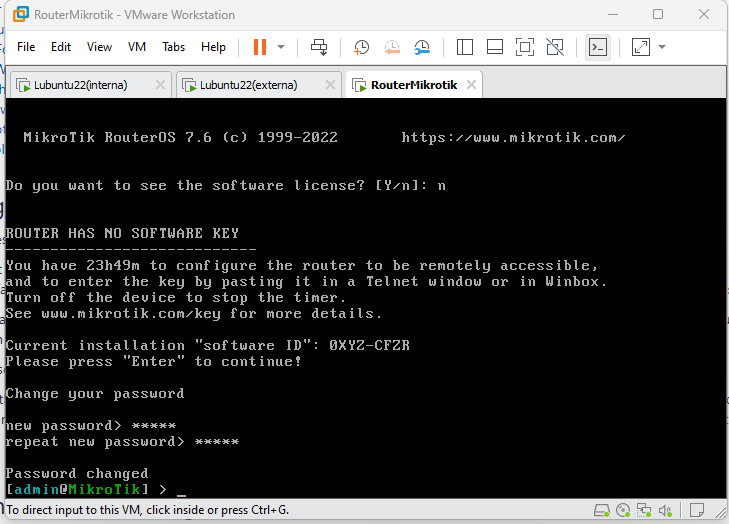 RouterMikrotik - VMware Workstation
File Edit View VM Tabs Help
Lubuntu22(interna) Lubuntu22(externa) RouterMikrotik
MikroTik RouterOS 7.6 (c) 1999-2022 https://www.mikrotik.com/
Do you want to see the software license? [Y/n]: n
ROUTER HAS NO SOFTWARE KEY
----------------------------
You have 23h49m to configure the router to be remotely accessible,
and to enter the key by pasting it in a Telnet window or in Winbox.
Turn off the device to stop the timer.
See www.mikrotik.com/key for more details.
Current installation "software ID": 0XYZ-CFZR
Please press "Enter" to continue!
Change your password
new password> *****
repeat new password> *****
Password changed
[admin@MikroTik] > _
To direct input to this VM, click inside or press Ctrl+G.